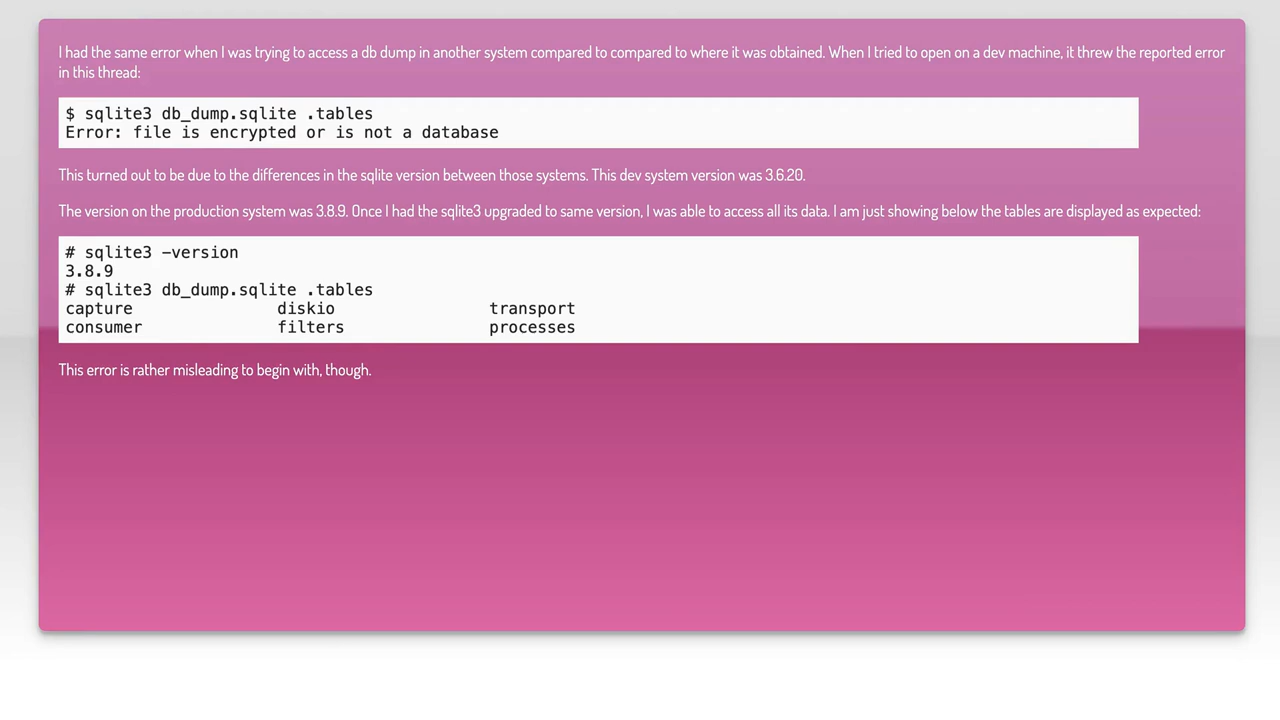 I had the same error when I was trying to access a db dump in another system compared to compared to where it was obtained. When I tried to open on a dev machine, it threw the reported error
in this thread:
$ sqlite3 db_dump.sqlite .tables
Error: file is encrypted or is not a database
This turned out to be due to the differences in the sqlite version between those systems. This dev system version was 3.6.20.
The version on the production system was 3.8.9. Once I had the sqlite3 upgraded to same version, I was able to access all its data. I am just showing below the tables are displayed as expected:
# sqlite3 -version
3.8.9
# sqlite3 db_dump.sqlite .tables
capture diskio transport
consumer filters processes
This error is rather misleading to begin with, though.